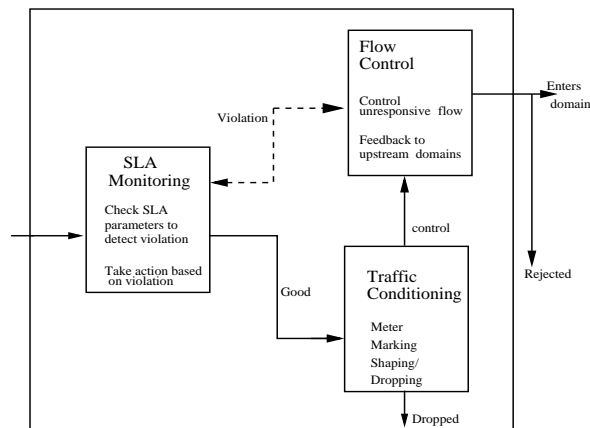 Flow
Control
Control
unresponsive flow
Feedback to
upstream domains
Enters
domain
Violation
SLA
Monitoring
Check SLA
parameters to
detect violation
Take action based
on violation
control
Rejected
Good
Traffic
Conditioning
Meter
Marking
Shaping/
Dropping
Dropped